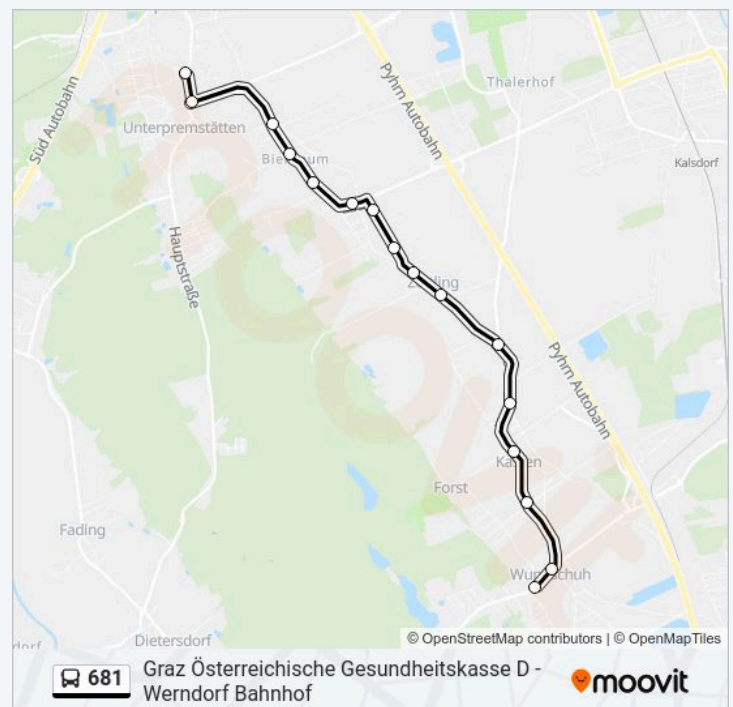 Pyhrn Autobahn
Süd Autobahn
Thalerhof
Unterpremstätten
Kalsdorf
Hauptstraße
Pyhrn Autobahn
Forst
Fading
Dietersdorf
© OpenStreetMap contributors | © OpenMapTiles
681
Graz Österreichische Gesundheitskasse D -
Werndorf Bahnhof
moovit